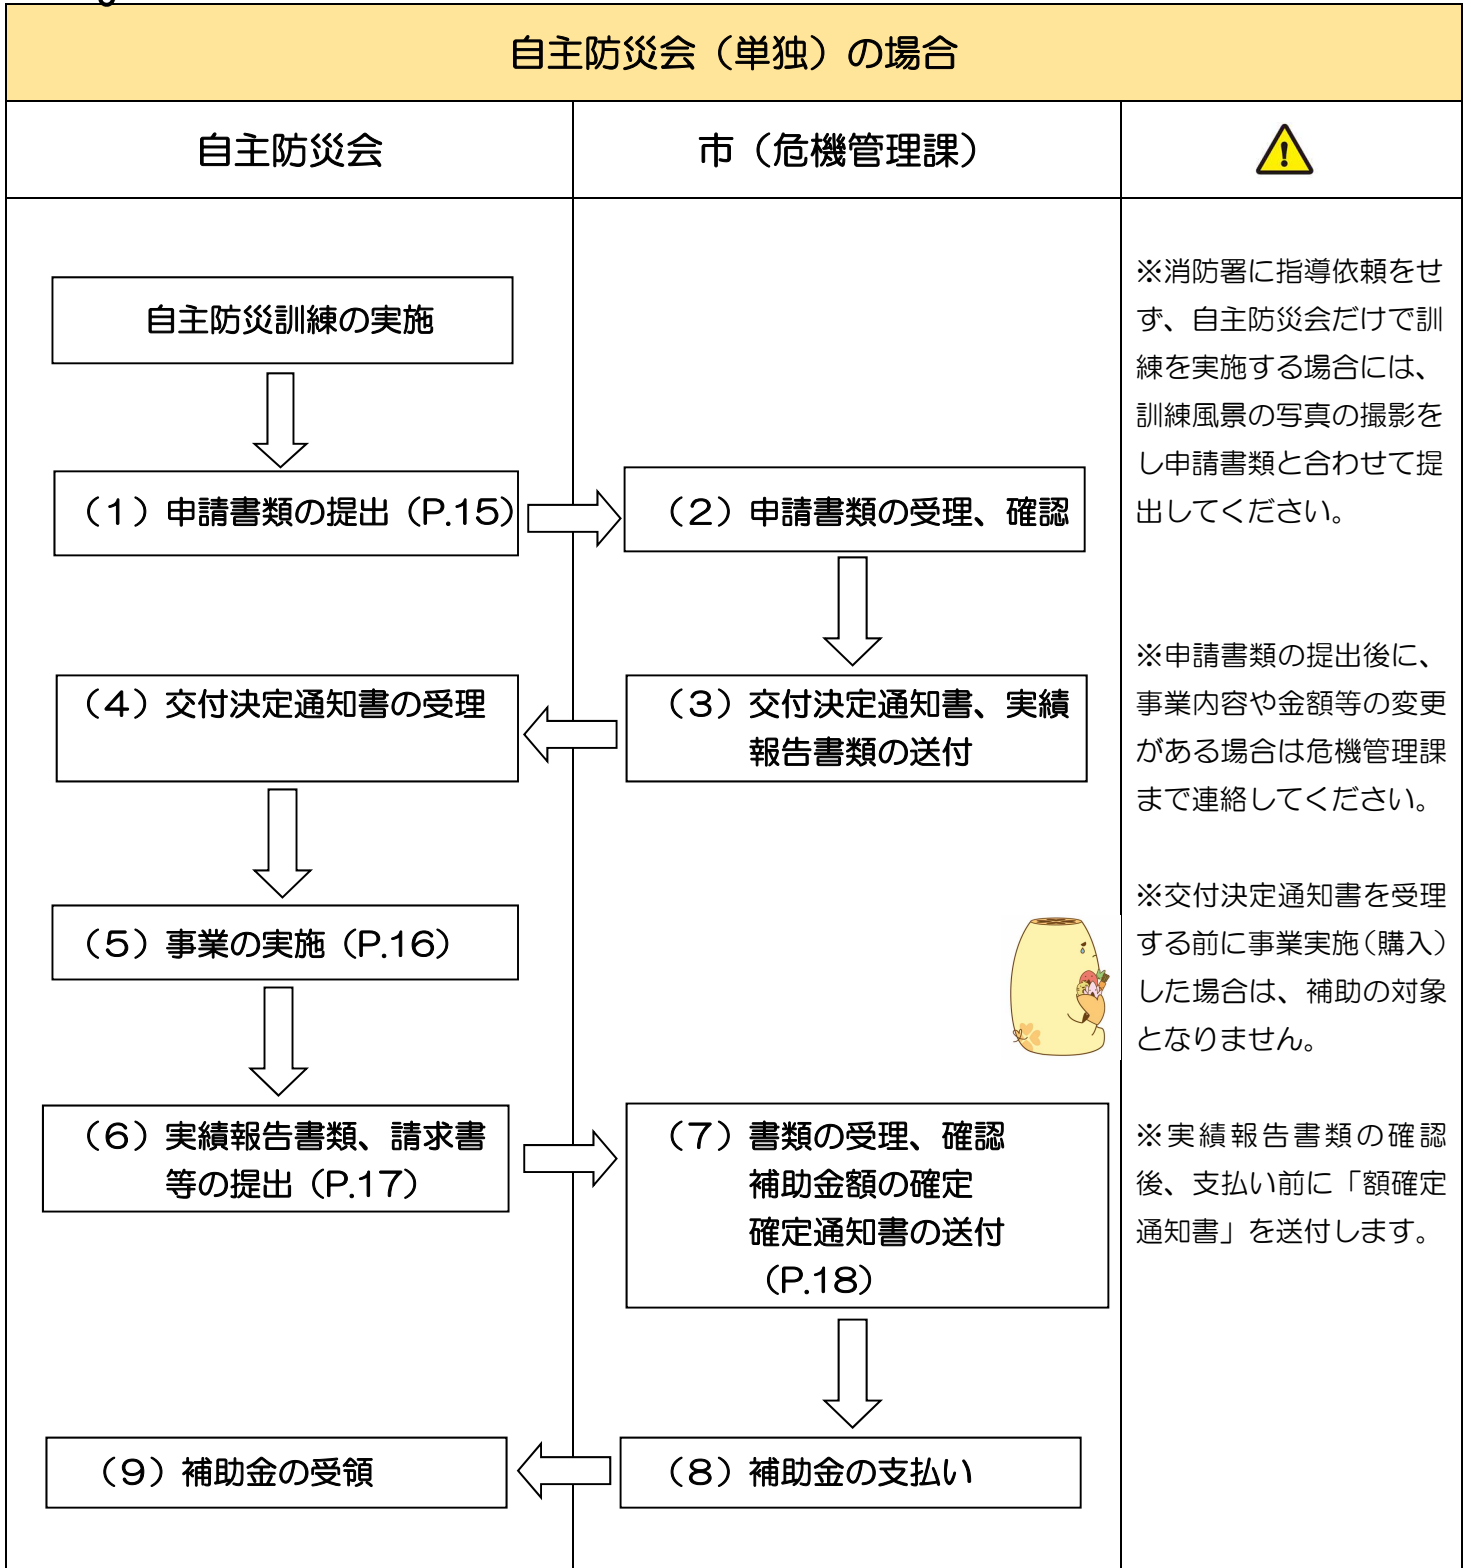 自主防災会（単独）の場合
自主防災会
市（危機管理課）
自主防災訓練の実施
（1）申請書類の提出（P.15）
（2）申請書類の受理、確認
（3）交付決定通知書、実績
報告書類の送付
（4）交付決定通知書の受理
（5）事業の実施（P.16）
（6）実績報告書類、請求書
等の提出（P.17）
（7）書類の受理、確認
補助金額の確定
確定通知書の送付
（P.18）
（8）補助金の支払い
（9）補助金の受領
※消防署に指導依頼をせ
ず、自主防災会だけで訓
練を実施する場合には、
訓練風景の写真の撮影を
し申請書類と合わせて提
出してください。
※申請書類の提出後に、
事業内容や金額等の変更
がある場合は危機管理課
まで連絡してください。
※交付決定通知書を受理
する前に事業実施（購入）
した場合は、補助の対象
となりません。
※実績報告書類の確認
後、支払い前に「額確定
通知書」を送付します。